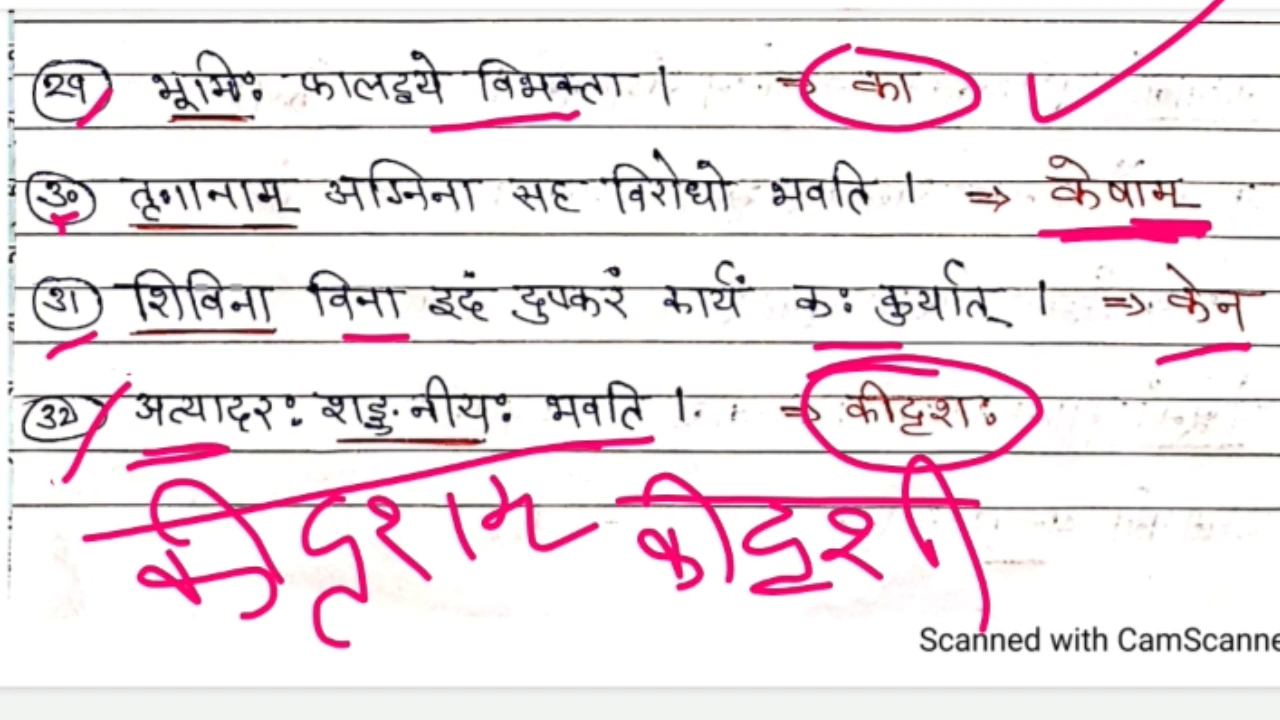 २९ भूमिः फालद्वये विभक्ता । ⇒ का
३० तृणानाम् अग्निना सह विरोधो भवति । ⇒ केषाम्
३१ शिविना विना इदं दुष्करं कार्यं कः कुर्यात् । ⇒ केन
३२ अत्यादरः शङ्कनीयः भवति । ⇒ कीदृशः
कीदृशम् कीदृशी
Scanned with CamScanne